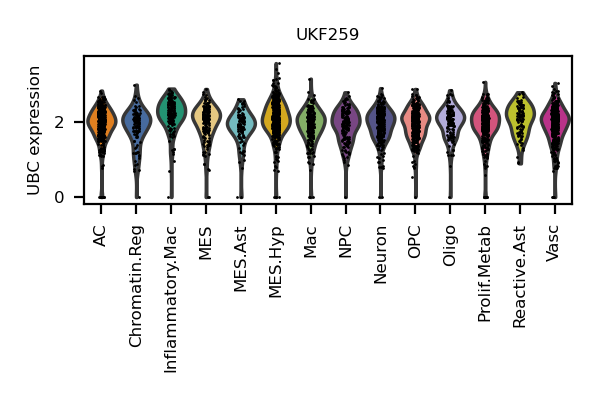 UKF259
UBC expression
2
0
AC
Chromatin.Reg
Inflammatory.Mac
MES
MES.Ast
MES.Hyp
Mac
NPC
Neuron
OPC
Oligo
Prolif.Metab
Reactive.Ast
Vasc